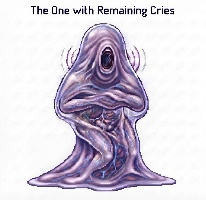 The One with Remaining Cries